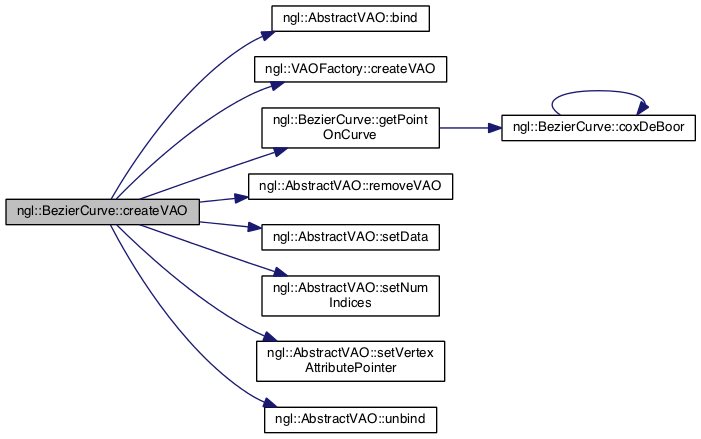 ngl::AbstractVAO::bind
ngl::VAOFactory::createVAO
ngl::BezierCurve::getPoint
OnCurve
ngl::BezierCurve::coxDeBoor
ngl::AbstractVAO::removeVAO
ngl::BezierCurve::createVAO
ngl::AbstractVAO::setData
ngl::AbstractVAO::setNum
Indices
ngl::AbstractVAO::setVertex
AttributePointer
ngl::AbstractVAO::unbind